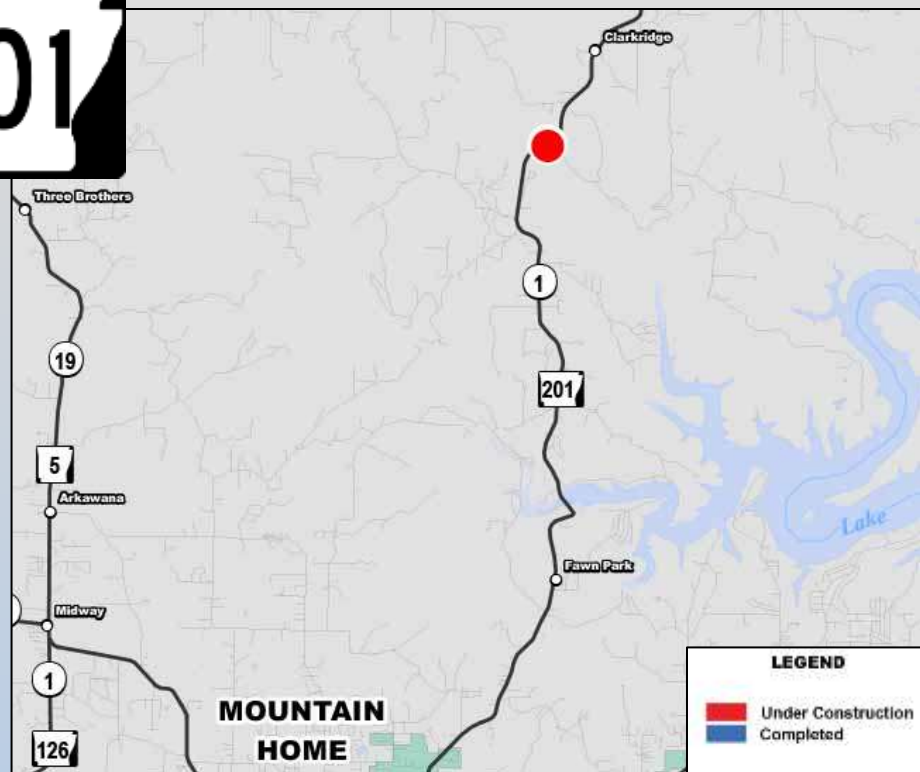 01
Clarkridge
Three Brothers
1
19
201
5
Arkawana
Lake
Fawn Park
Midway
1
MOUNTAIN
HOME
126
LEGEND
Under Construction
Completed